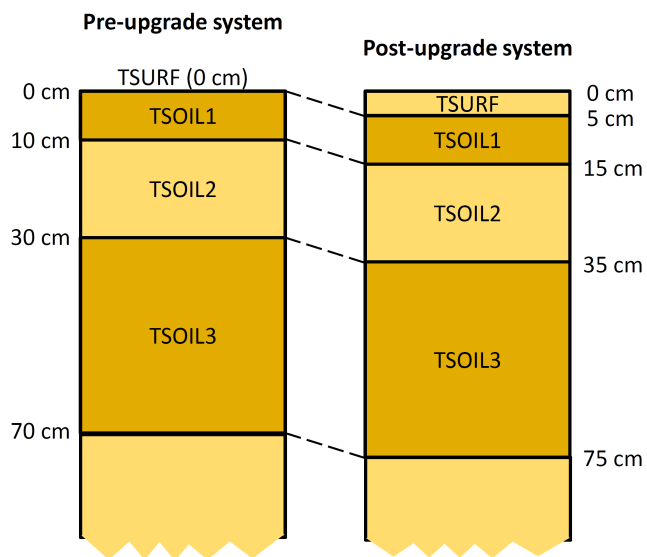 Pre-upgrade system
TSURF (0 cm)
0 cm
TSOIL1
10 cm
TSOIL2
30 cm
TSOIL3
70 cm
Post-upgrade system
0 cm
TSURF
5 cm
TSOIL1
15 cm
TSOIL2
35 cm
TSOIL3
75 cm